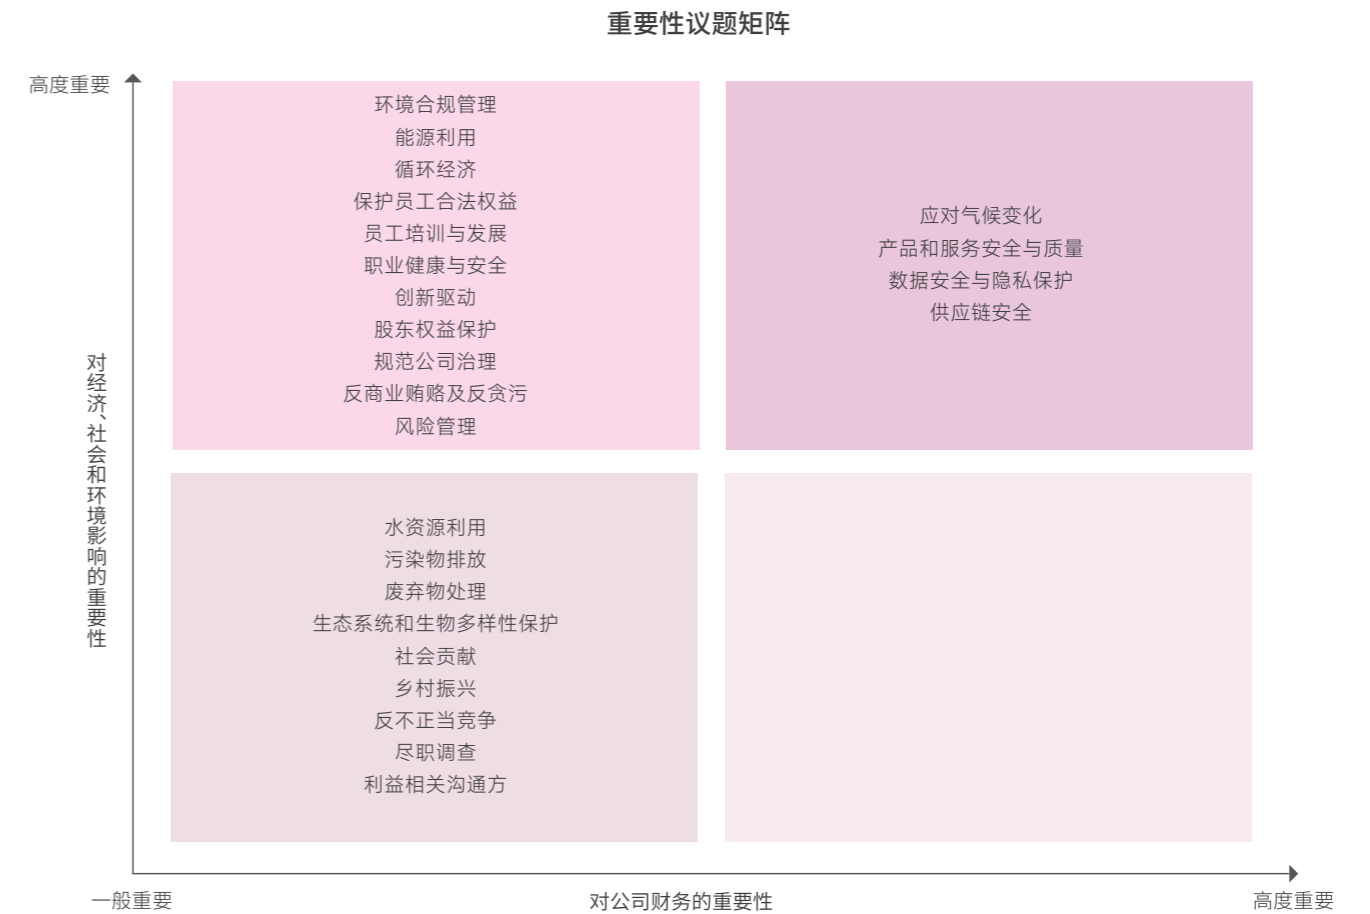 重要性议题矩阵
高度重要
环境合规管理
能源利用
循环经济
保护员工合法权益
员工培训与发展
职业健康与安全
创新驱动
股东权益保护
规范公司治理
反商业贿赂及反贪污
风险管理
应对气候变化
产品和服务安全与质量
数据安全与隐私保护
供应链安全
对经济、社会和环境影响的重要性
水资源利用
污染物排放
废弃物处理
生态系统和生物多样性保护
社会贡献
乡村振兴
反不正当竞争
尽职调查
利益相关沟通方
一般重要
对公司财务的重要性
高度重要